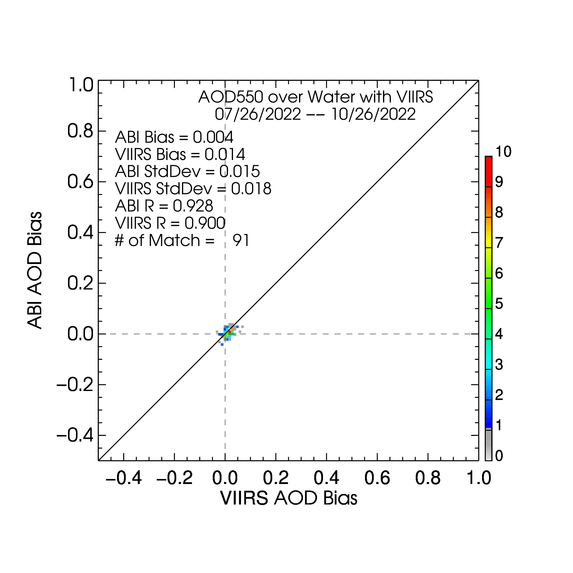 AOD550 over Water with VIIRS
07/26/2022 −− 10/26/2022
ABI Bias = 0.004
VIIRS Bias = 0.014
ABI StdDev = 0.015
VIIRS StdDev = 0.018
ABI R = 0.928
VIIRS R = 0.900
# of Match = 91
ABI AOD Bias
1.0
0.8
0.6
0.4
0.2
0.0
−0.2
−0.4
−0.4 −0.2 0.0 0.2 0.4 0.6 0.8 1.0
VIIRS AOD Bias
10
9
8
7
6
5
4
3
2
1
0